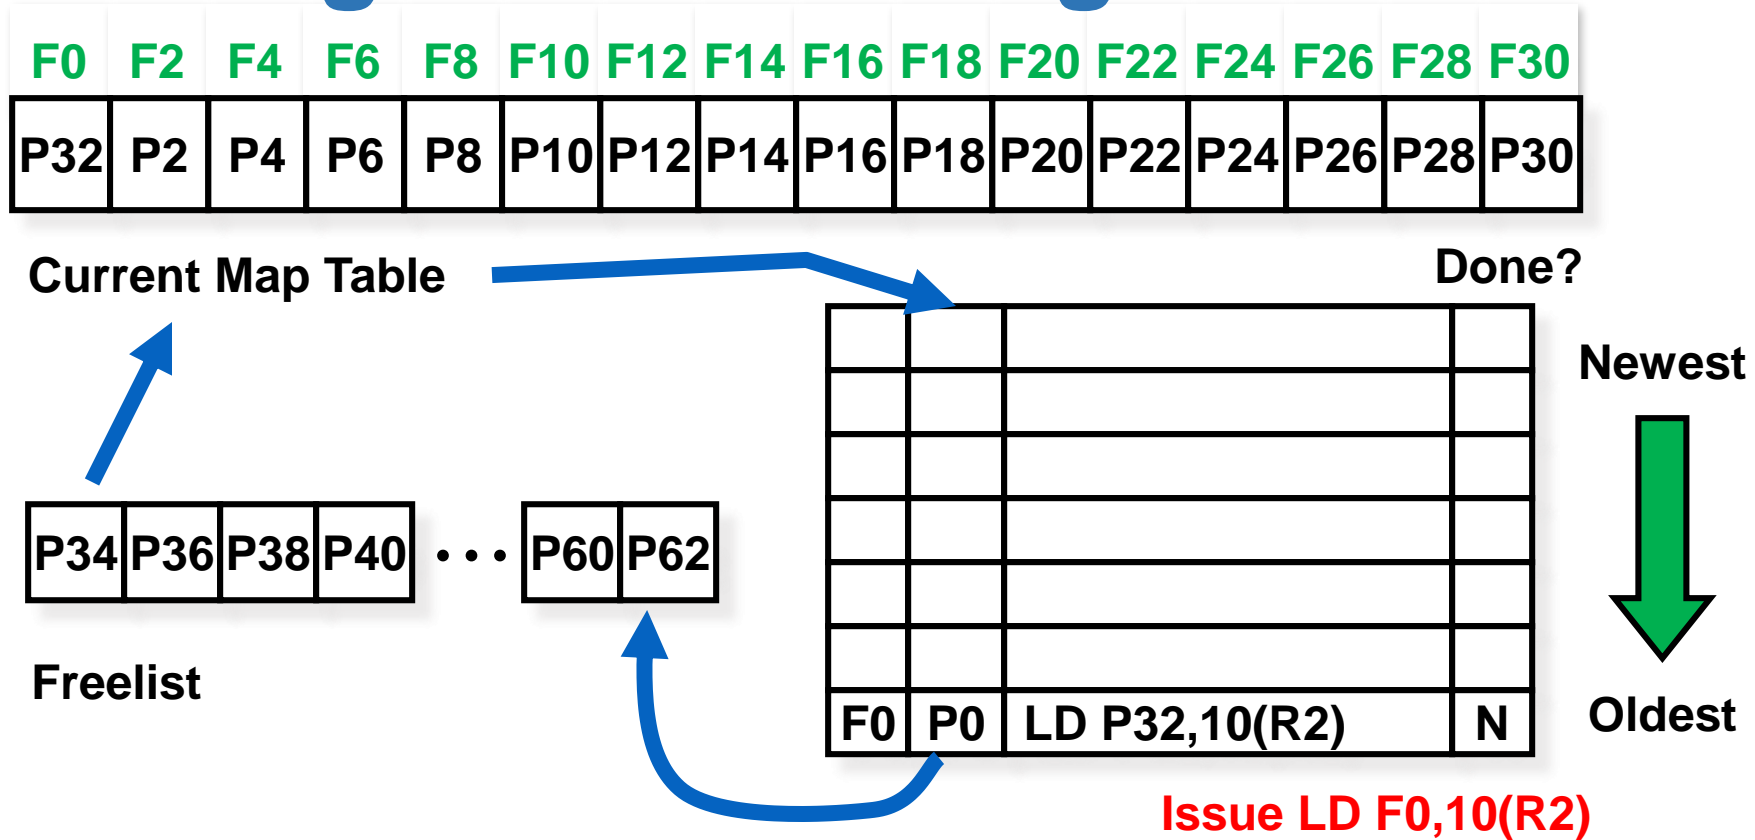 F0 F2 F4 F6 F8 F10 F12 F14 F16 F18 F20 F22 F24 F26 F28 F30
P32 P2 P4 P6 P8 P10 P12 P14 P16 P18 P20 P22 P24 P26 P28 P30
Current Map Table
Done?
Newest
P34 P36 P38 P40 ··· P60 P62
Freelist
F0 P0 LD P32,10(R2) N
Oldest
Issue LD F0,10(R2)